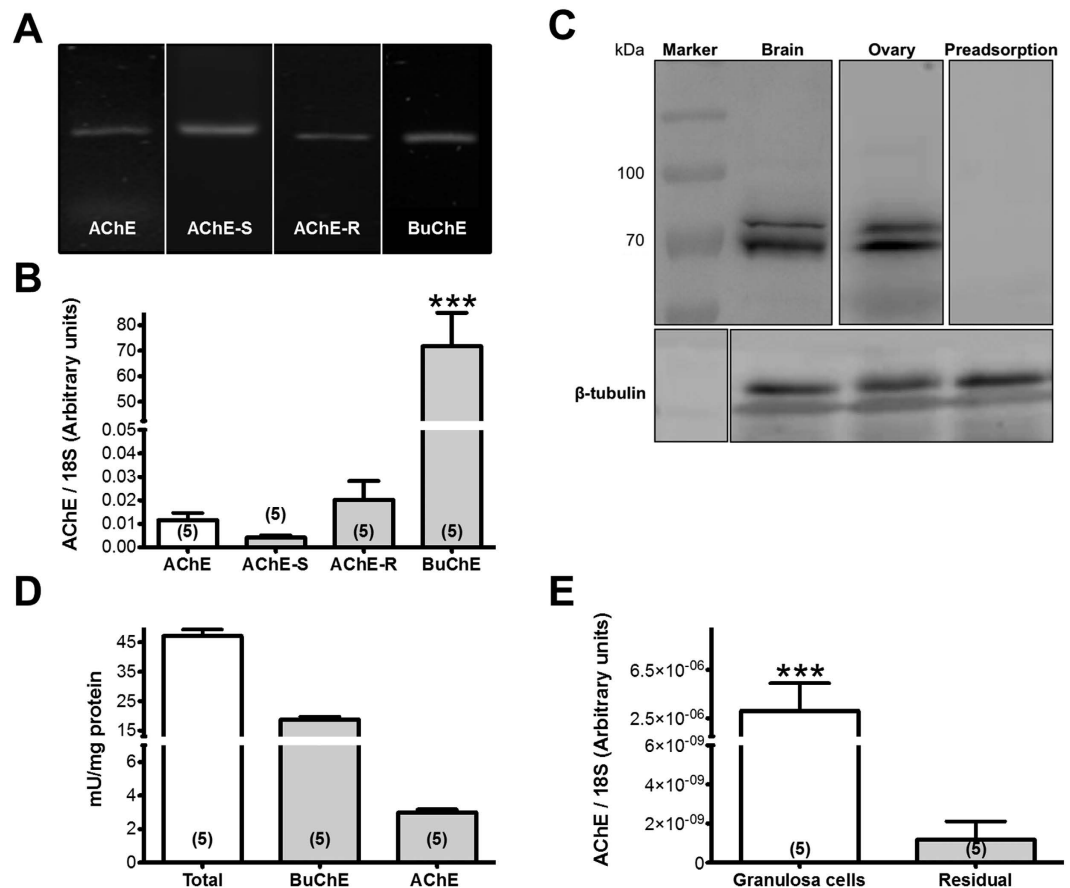 A
AChE AChE-S AChE-R BuChE
B
AChE / 18S (Arbitrary units)
80
70
60
50
0.05
0.04
0.03
0.02
0.01
0.00
***
(5) (5) (5) (5)
AChE AChE-S AChE-R BuChE
C
kDa Marker Brain Ovary Preadsorption
100
70
β-tubulin
D
mU/mg protein
45
35
25
15
6
4
2
0
(5) (5) (5)
Total BuChE AChE
E
AChE / 18S (Arbitrary units)
6.5×10⁻⁰⁶
2.5×10⁻⁰⁶
6×10⁻⁰⁹
4×10⁻⁰⁹
2×10⁻⁰⁹
0
***
(5) (5)
Granulosa cells Residual